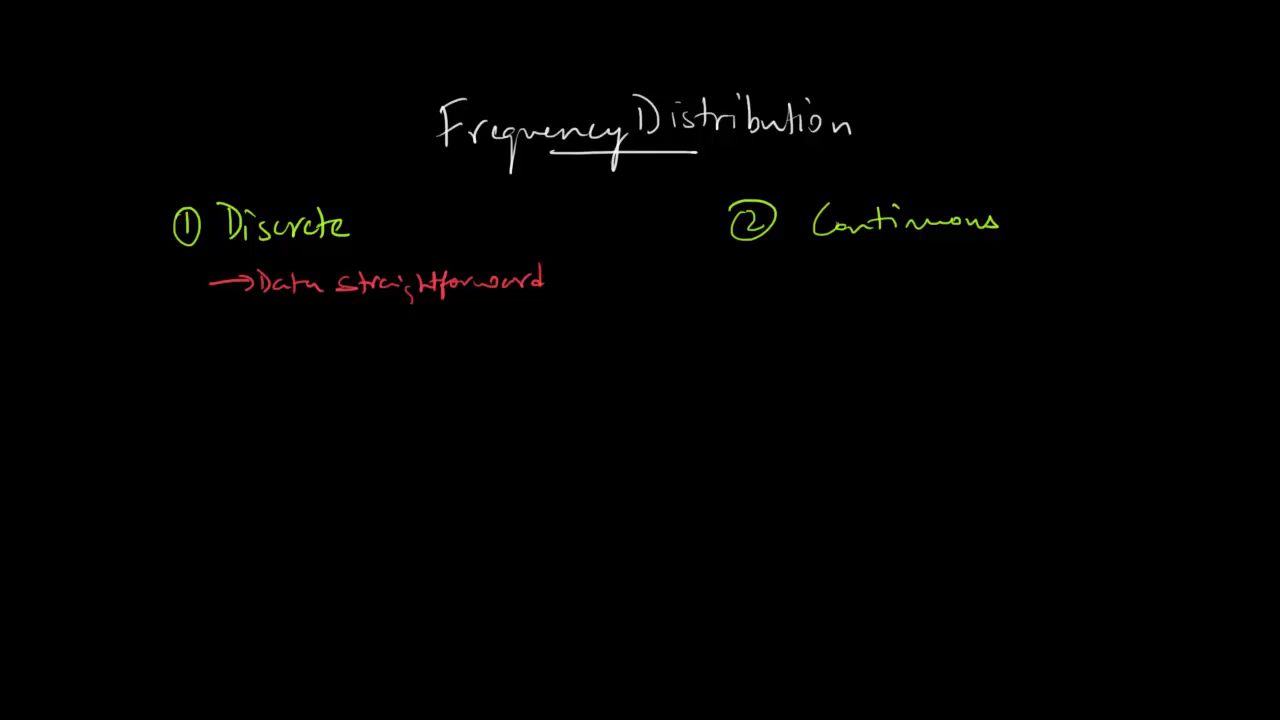 Frequency Distribution
① Discrete
② Continuous
→ Data straightforward